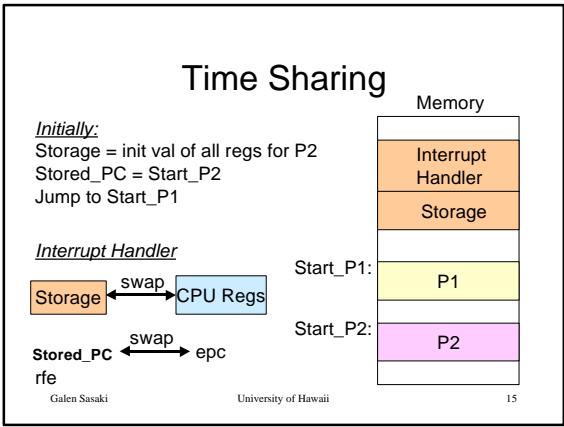 Time Sharing
Initially:
Storage = init val of all regs for P2
Stored_PC = Start_P2
Jump to Start_P1
Interrupt Handler
Storage
swap
CPU Regs
Stored_PC
swap
epc
rfe
Memory
Interrupt
Handler
Storage
Start_P1:
P1
Start_P2:
P2
Galen Sasaki
University of Hawaii
15